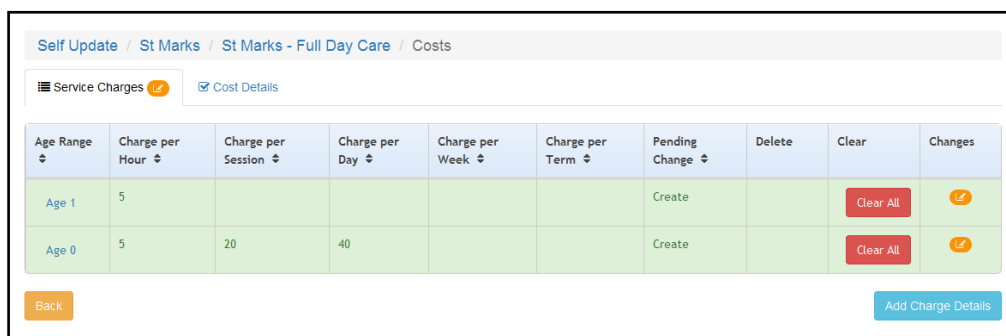 Self Update / St Marks / St Marks - Full Day Care / Costs
Service Charges Cost Details
Age Range Charge per Hour Charge per Session Charge per Day Charge per Week Charge per Term Pending Change Delete Clear Changes
Age 1 5 Create Clear All
Age 0 5 20 40 Create Clear All
Back Add Charge Details